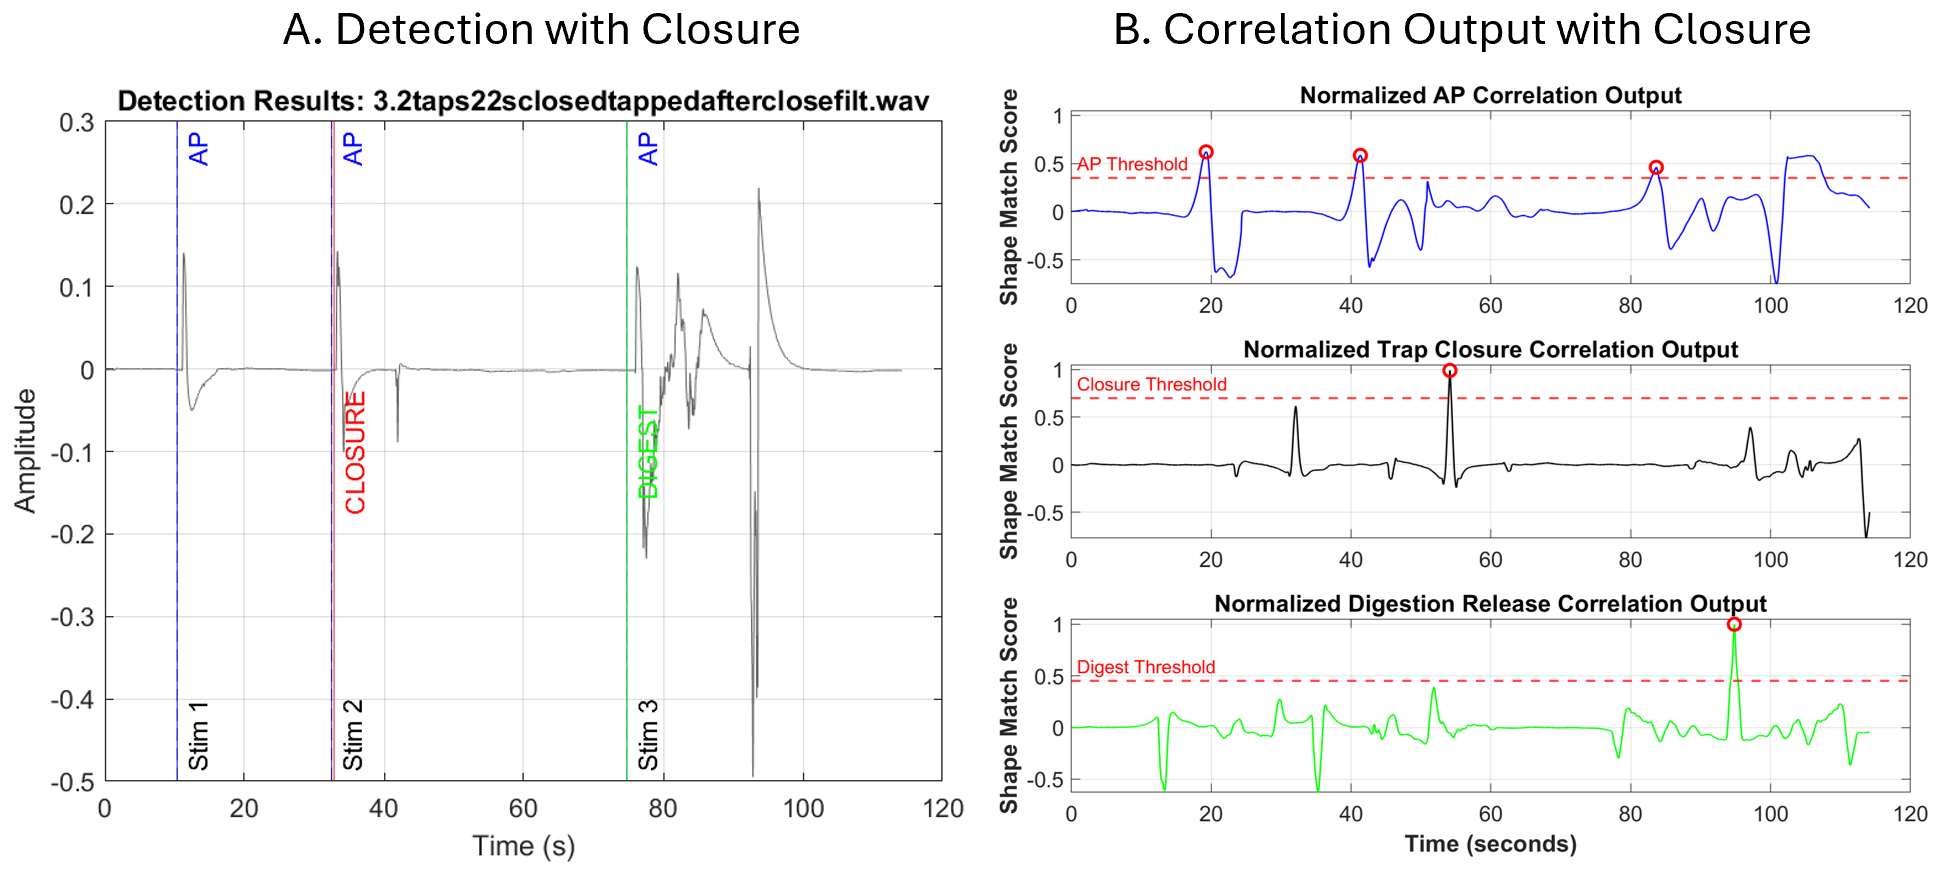 A. Detection with Closure
Detection Results: 3.2taps22sclosedtappedafterclosefilt.wav
Amplitude
0.3
0.2
0.1
0
-0.1
-0.2
-0.3
-0.4
-0.5
AP
AP
AP
CLOSURE
DIGEST
Stim 1
Stim 2
Stim 3
0 20 40 60 80 100 120
Time (s)
B. Correlation Output with Closure
Normalized AP Correlation Output
Shape Match Score
1
0.5
0
-0.5
AP Threshold
0 20 40 60 80 100 120
Normalized Trap Closure Correlation Output
Shape Match Score
1
0.5
0
-0.5
Closure Threshold
0 20 40 60 80 100 120
Normalized Digestion Release Correlation Output
Shape Match Score
1
0.5
0
-0.5
Digest Threshold
0 20 40 60 80 100 120
Time (seconds)